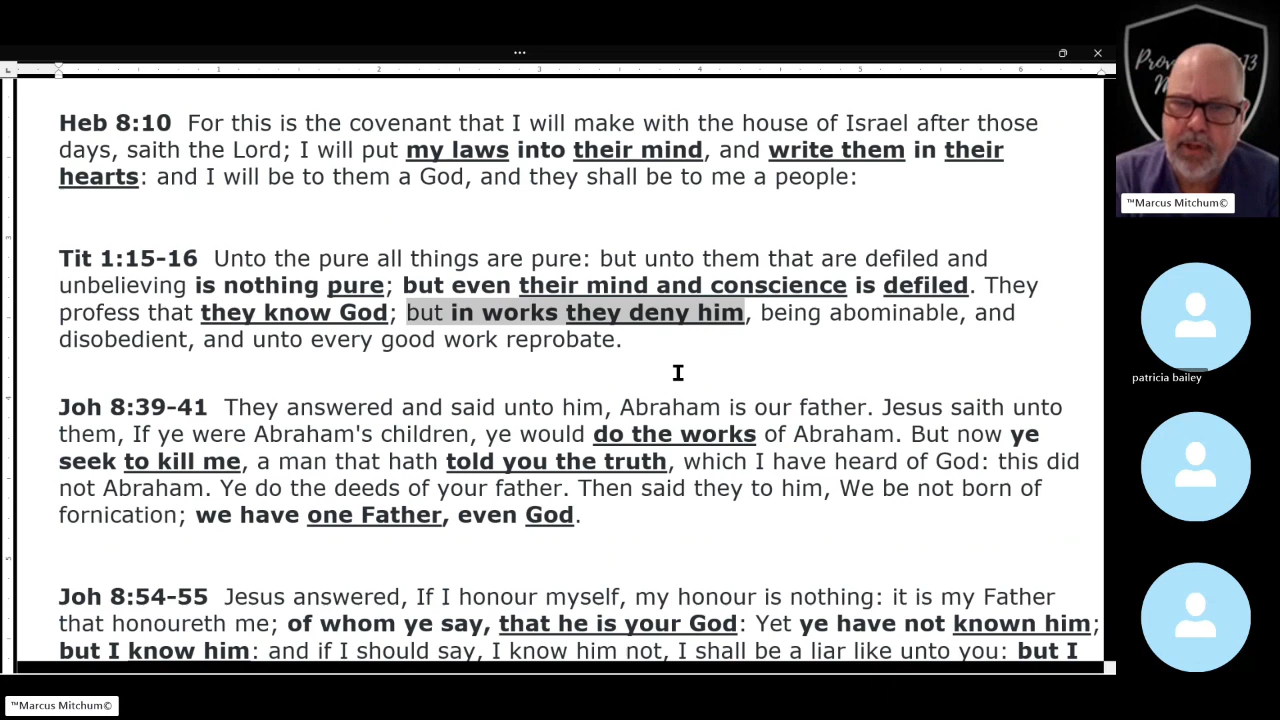 Heb 8:10  For this is the covenant that I will make with the house of Israel after those
days, saith the Lord; I will put my laws into their mind, and write them in their
hearts: and I will be to them a God, and they shall be to me a people:
Tit 1:15-16  Unto the pure all things are pure: but unto them that are defiled and
unbelieving is nothing pure; but even their mind and conscience is defiled. They
profess that they know God; but in works they deny him, being abominable, and
disobedient, and unto every good work reprobate.
Joh 8:39-41  They answered and said unto him, Abraham is our father. Jesus saith unto
them, If ye were Abraham's children, ye would do the works of Abraham. But now ye
seek to kill me, a man that hath told you the truth, which I have heard of God: this did
not Abraham. Ye do the deeds of your father. Then said they to him, We be not born of
fornication; we have one Father, even God.
Joh 8:54-55  Jesus answered, If I honour myself, my honour is nothing: it is my Father
that honoureth me; of whom ye say, that he is your God: Yet ye have not known him;
but I know him: and if I should say, I know him not, I shall be a liar like unto you: but I
1 2 3 4 5 6
™Marcus Mitchum©
patricia bailey
™Marcus Mitchum©